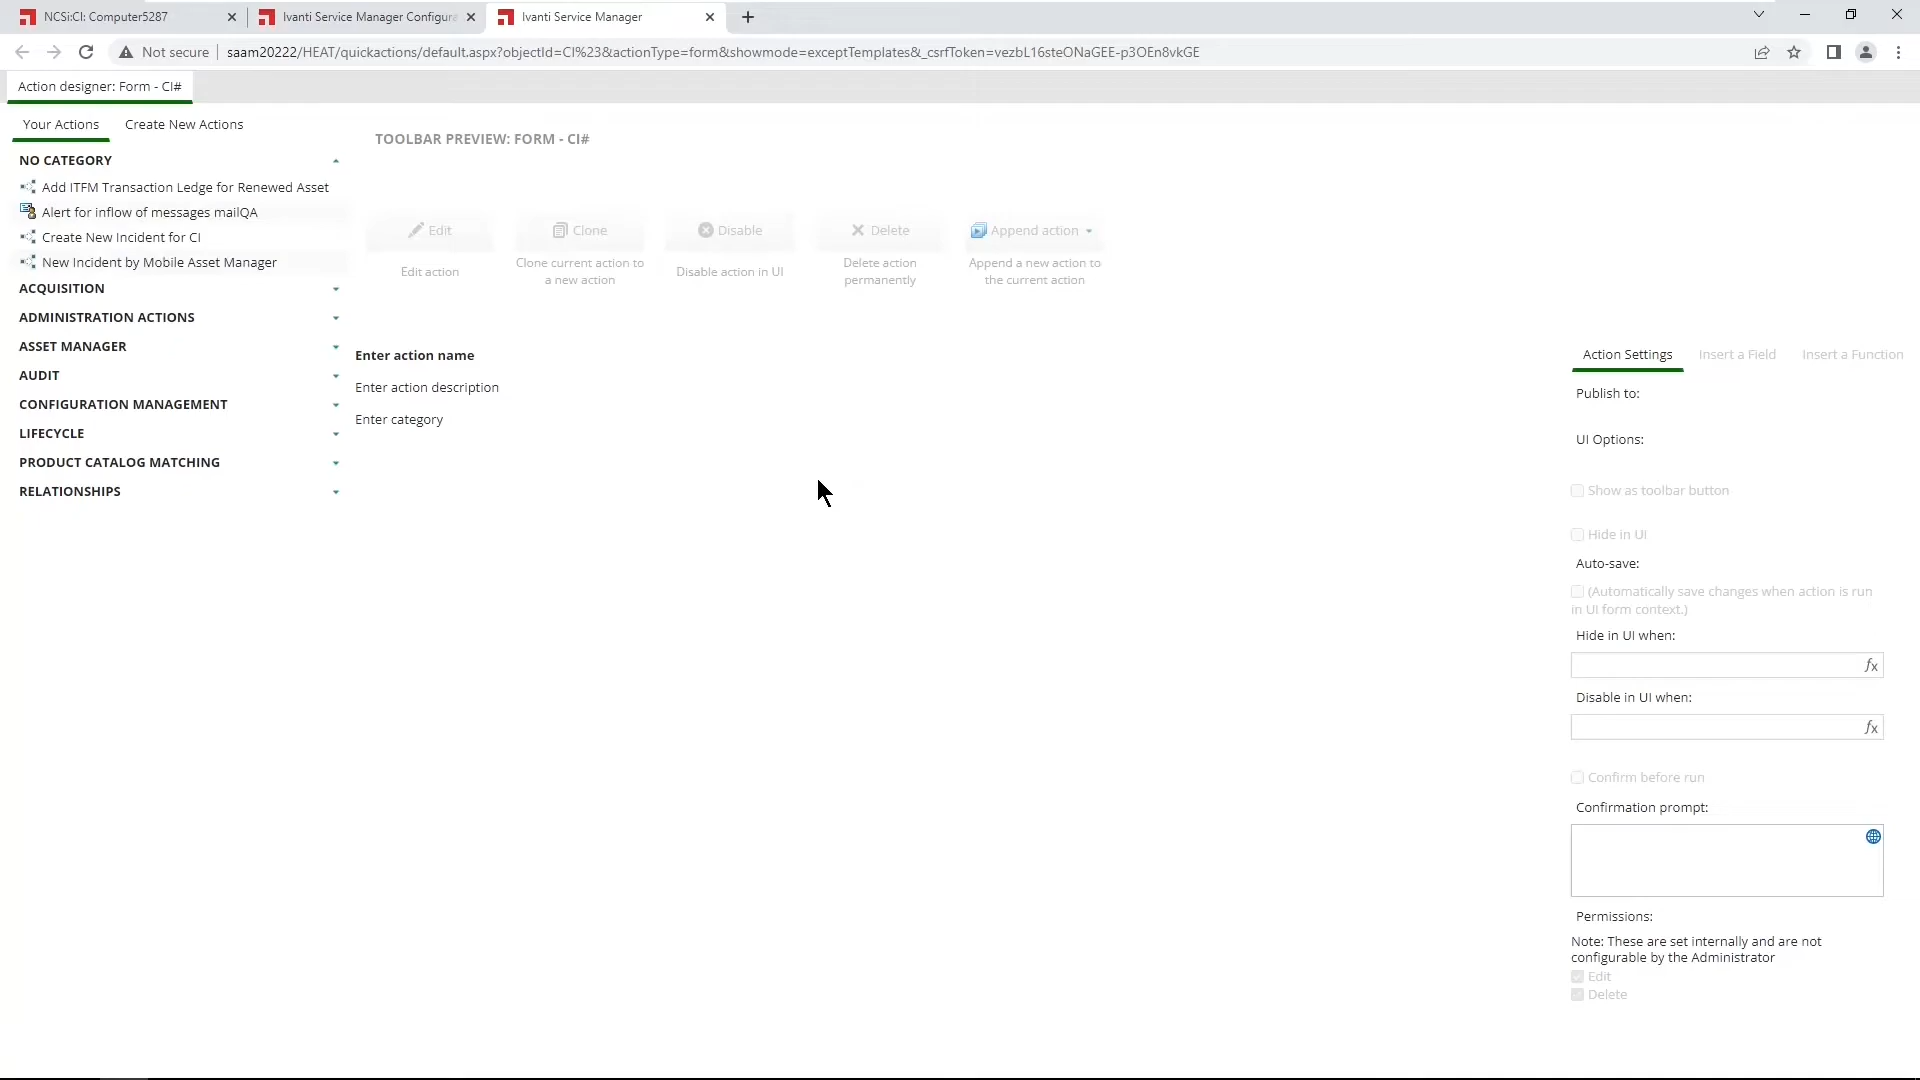 NCSi:CI: Computer5287
Ivanti Service Manager Configura
Ivanti Service Manager
Not secure
saam20222/HEAT/quickactions/default.aspx?objectId=CI%23&actionType=form&showmode=exceptTemplates&_csrfToken=vezbL16steONaGEE-p3OEn8vkGE
Action designer: Form - CI#
Your Actions
Create New Actions
TOOLBAR PREVIEW: FORM - CI#
NO CATEGORY
Add ITFM Transaction Ledge for Renewed Asset
Alert for inflow of messages mailQA
Create New Incident for CI
New Incident by Mobile Asset Manager
ACQUISITION
ADMINISTRATION ACTIONS
ASSET MANAGER
AUDIT
CONFIGURATION MANAGEMENT
LIFECYCLE
PRODUCT CATALOG MATCHING
RELATIONSHIPS
Edit
Edit action
Clone
Clone current action to
a new action
Disable
Disable action in UI
Delete
Delete action
permanently
Append action
Append a new action to
the current action
Enter action name
Enter action description
Enter category
Action Settings
Insert a Field
Insert a Function
Publish to:
UI Options:
Show as toolbar button
Hide in UI
Auto-save:
(Automatically save changes when action is run
in UI form context.)
Hide in UI when:
fx
Disable in UI when:
fx
Confirm before run
Confirmation prompt:
Permissions:
Note: These are set internally and are not
configurable by the Administrator
Edit
Delete